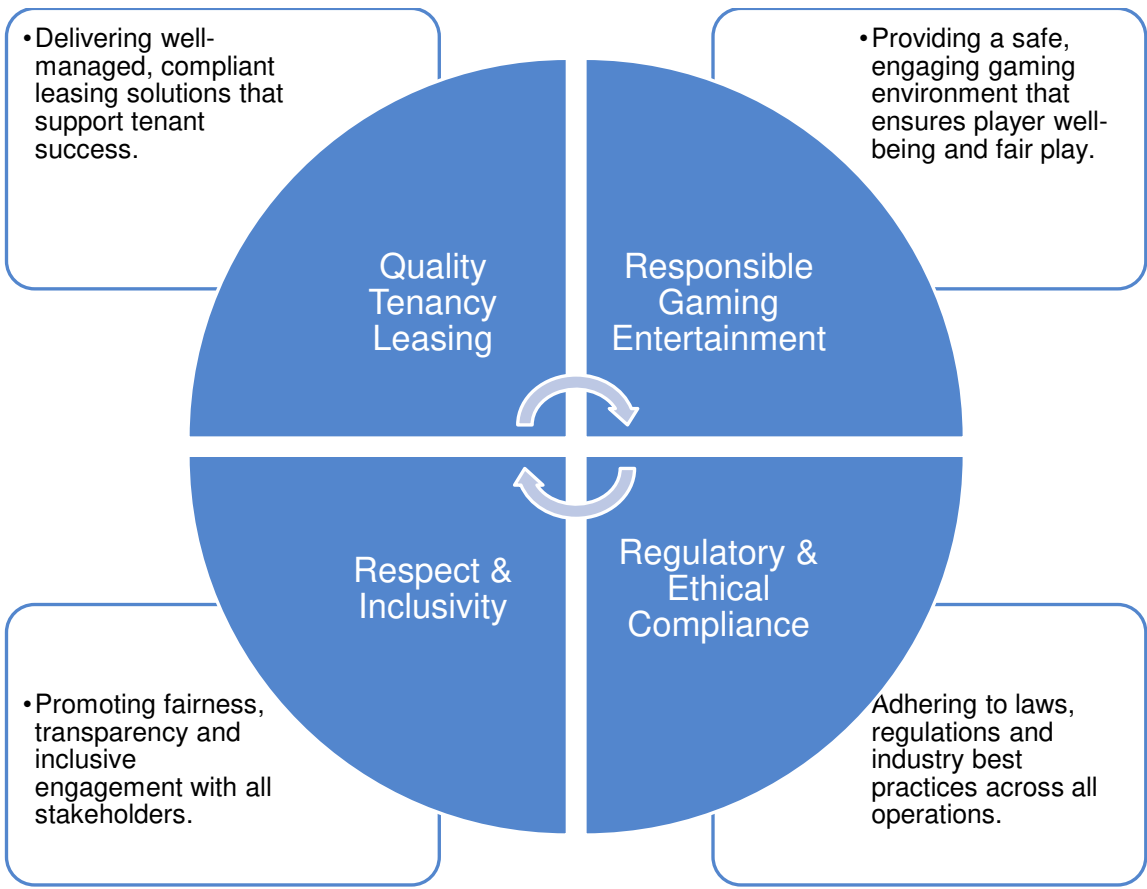 •Delivering well-
managed, compliant
leasing solutions that
support tenant
success.
•Providing a safe,
engaging gaming
environment that
ensures player well-
being and fair play.
Quality
Tenancy
Leasing
Responsible
Gaming
Entertainment
Respect &
Inclusivity
Regulatory &
Ethical
Compliance
•Promoting fairness,
transparency and
inclusive
engagement with all
stakeholders.
Adhering to laws,
regulations and
industry best
practices across all
operations.